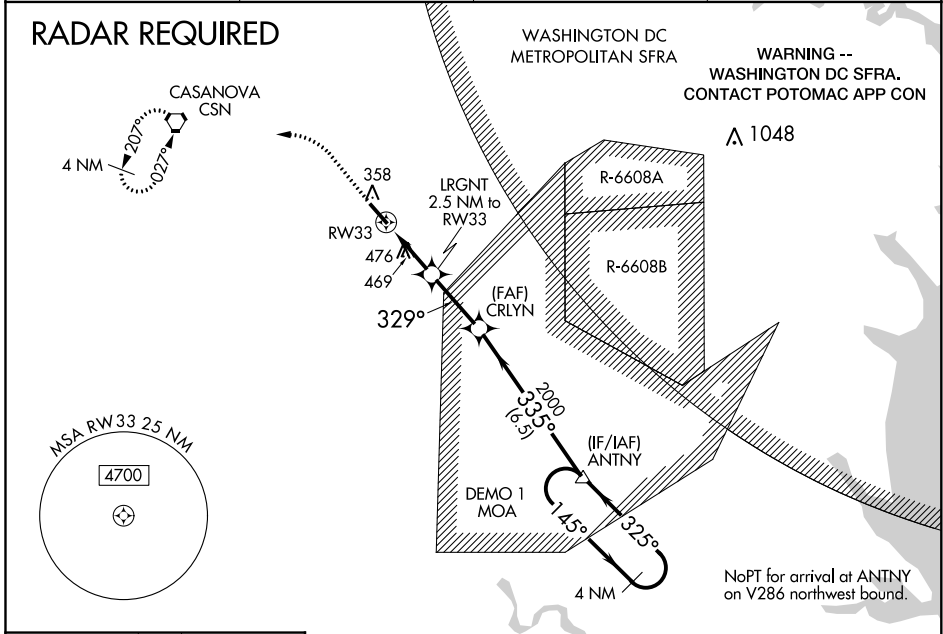 RADAR REQUIRED
WASHINGTON DC
METROPOLITAN SFRA
WARNING --
WASHINGTON DC SFRA.
CONTACT POTOMAC APP CON
1048
CASANOVA
CSN
207°
027°
4 NM
358
LRGNT
2.5 NM to
RW33
RW33
476
469
329°
(FAF)
CRLYN
R-6608A
R-6608B
2000
335°
(6.5)
(IF/IAF)
ANTNY
DEMO 1
MOA
145°
325°
4 NM
MSA RW33 25 NM
4700
NoPT for arrival at ANTNY
on V286 northwest bound.